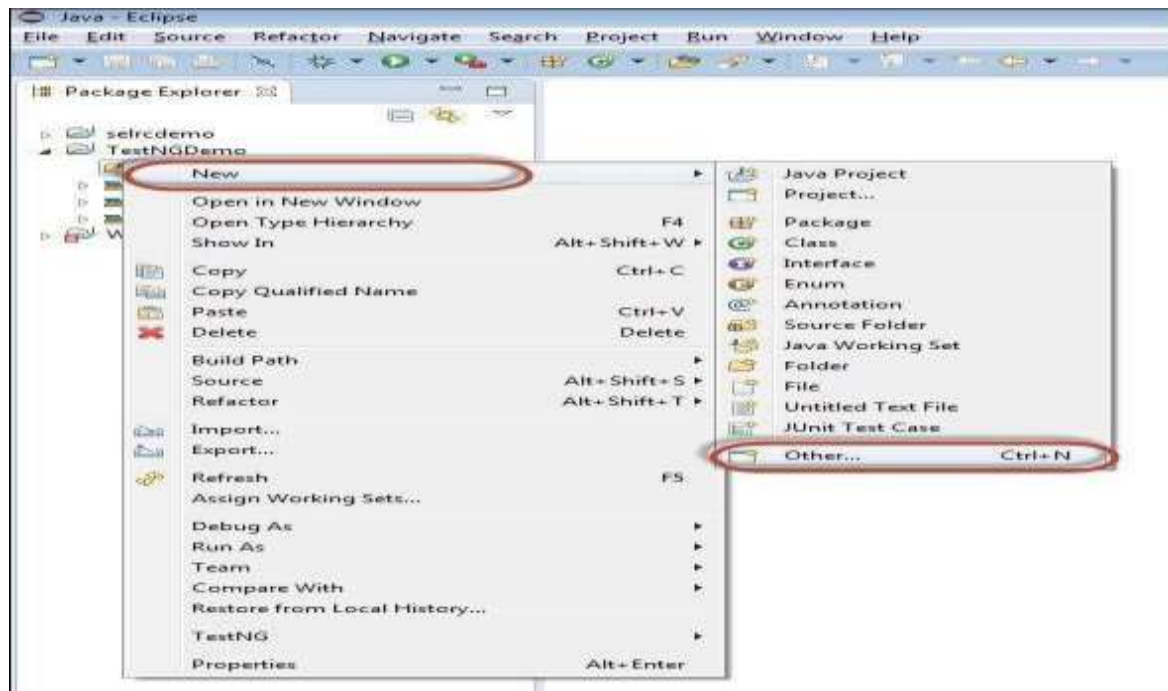 Java - Eclipse
File Edit Source Refactor Navigate Search Project Run Window Help
Package Explorer
selrcdemo
TestNGDemo
W
New
Open in New Window
Open Type Hierarchy F4
Show In Alt+Shift+W
Copy Ctrl+C
Copy Qualified Name
Paste Ctrl+V
Delete Delete
Build Path
Source Alt+Shift+S
Refactor Alt+Shift+T
Import...
Export...
Refresh F5
Assign Working Sets...
Debug As
Run As
Team
Compare With
Restore from Local History...
TestNG
Properties Alt+Enter
Java Project
Project...
Package
Class
Interface
Enum
Annotation
Source Folder
Java Working Set
Folder
File
Untitled Text File
JUnit Test Case
Other... Ctrl+N